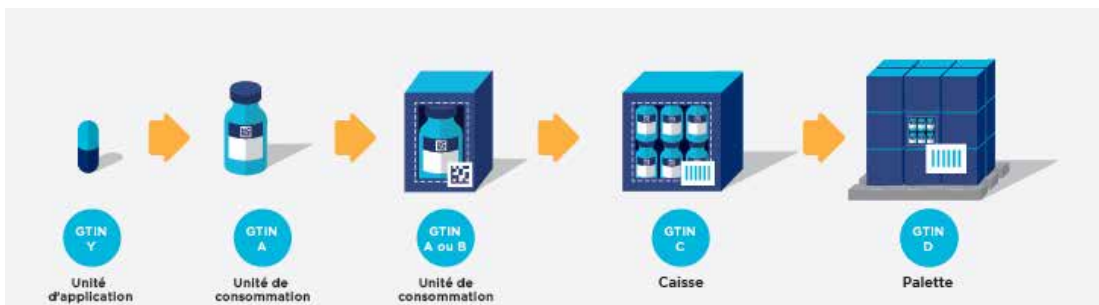 GTIN
Y
GTIN
A
GTIN
A ou B
GTIN
C
GTIN
D
Unité
d'application
Unité de
consommation
Unité de
consommation
Caisse
Palette